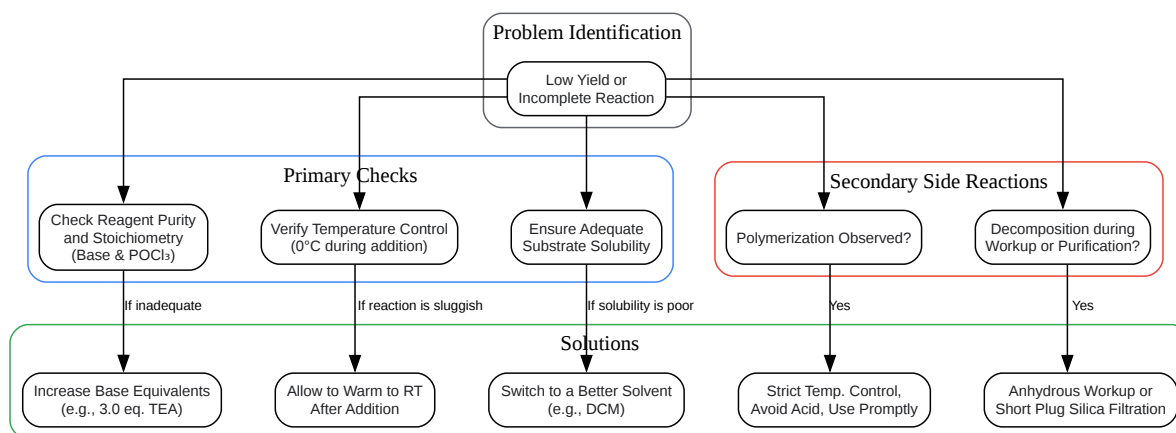 Problem Identification
Low Yield or
Incomplete Reaction
Primary Checks
Secondary Side Reactions
Check Reagent Purity
and Stoichiometry
(Base & POCl₃)
Verify Temperature Control
(0°C during addition)
Ensure Adequate
Substrate Solubility
Polymerization Observed?
Decomposition during
Workup or Purification?
If inadequate
If reaction is sluggish
If solubility is poor
Yes
Yes
Solutions
Increase Base Equivalents
(e.g., 3.0 eq. TEA)
Allow to Warm to RT
After Addition
Switch to a Better Solvent
(e.g., DCM)
Strict Temp. Control,
Avoid Acid, Use Promptly
Anhydrous Workup or
Short Plug Silica Filtration